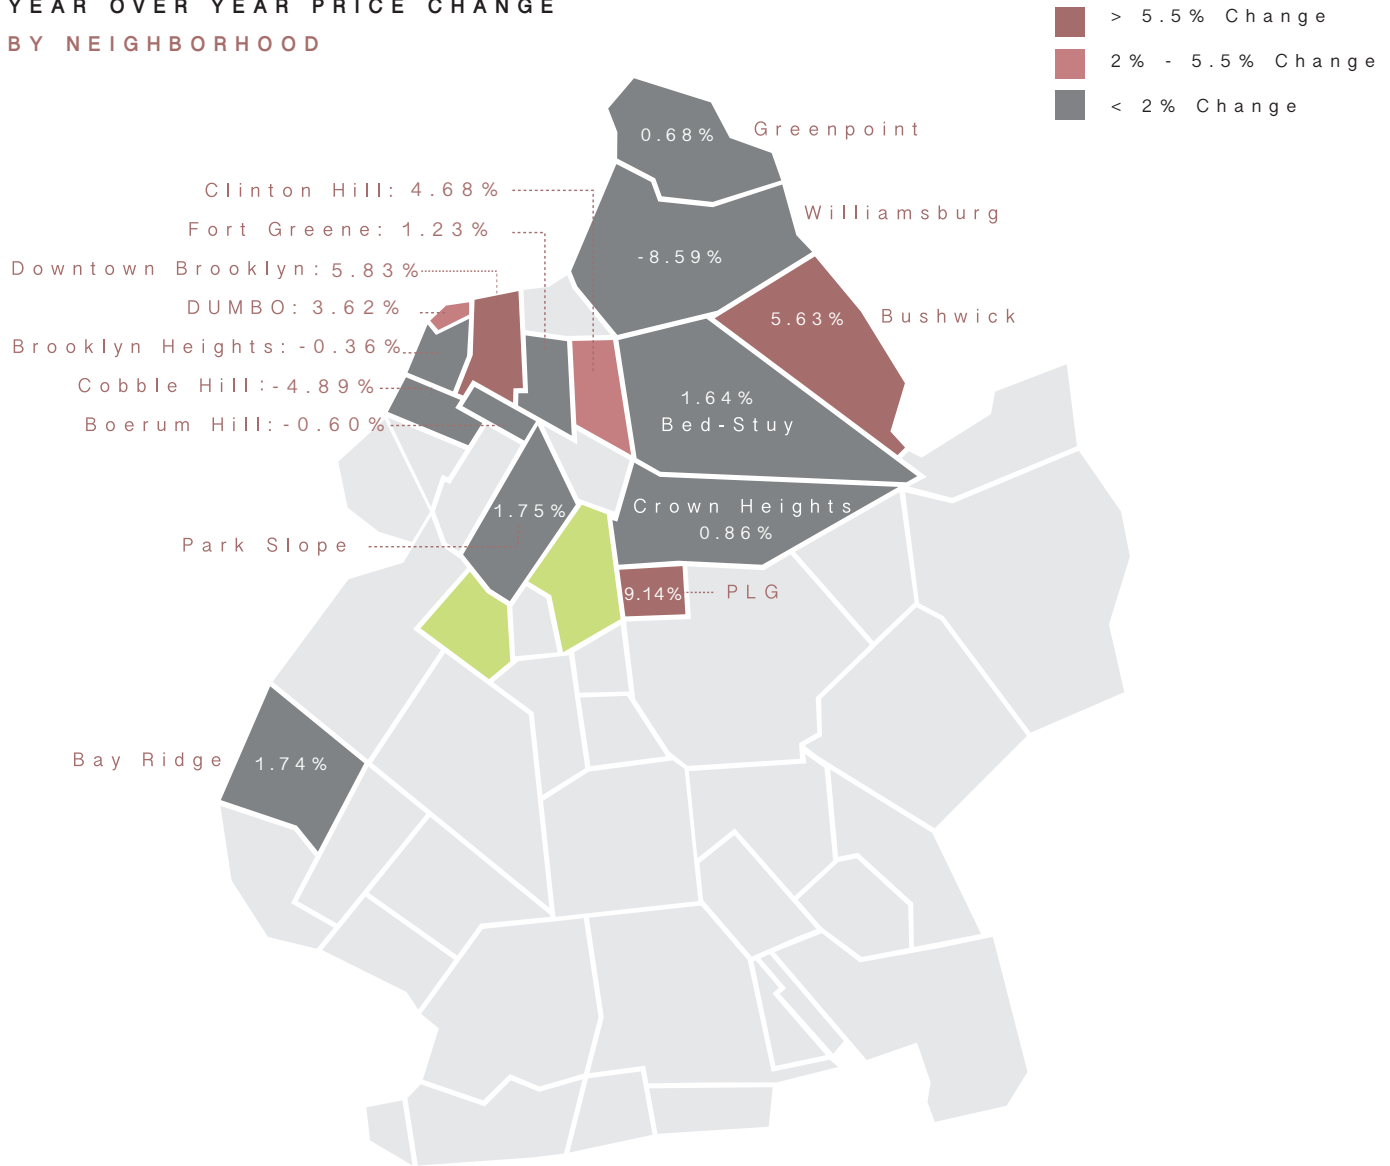 YEAR OVER YEAR PRICE CHANGE
BY NEIGHBORHOOD
> 5.5% Change
2% - 5.5% Change
< 2% Change
0.68%
Greenpoint
Clinton Hill: 4.68%
Williamsburg
Fort Greene: 1.23%
-8.59%
Downtown Brooklyn: 5.83%
DUMBO: 3.62%
5.63%
Bushwick
Brooklyn Heights: -0.36%
Cobble Hill: -4.89%
1.64%
Bed-Stuy
Boerum Hill: -0.60%
Crown Heights
0.86%
1.75%
Park Slope
9.14%
PLG
Bay Ridge
1.74%